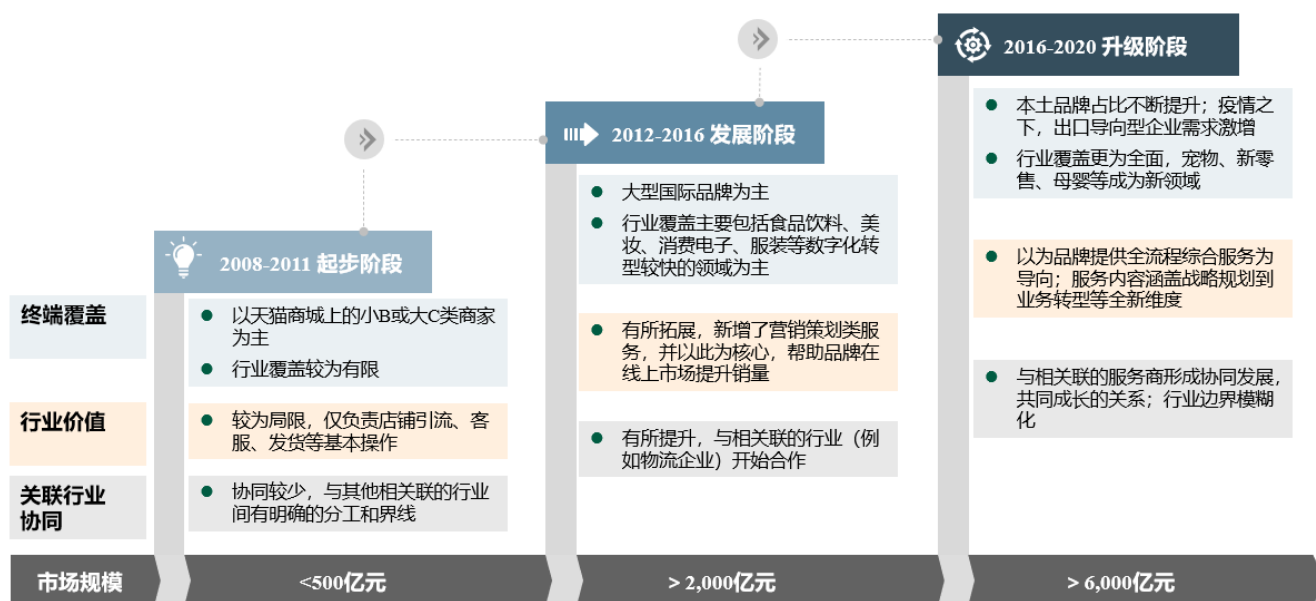 2016-2020 升级阶段
本土品牌占比不断提升；疫情之
下，出口导向型企业需求激增
行业覆盖更为全面，宠物、新零
售、母婴等成为新领域
以为品牌提供全流程综合服务为
导向；服务内容涵盖战略规划到
业务转型等全新维度
与相关联的服务商形成协同发展，
共同成长的关系；行业边界模糊
化
2012-2016 发展阶段
大型国际品牌为主
行业覆盖主要包括食品饮料、美
妆、消费电子、服装等数字化转
型较快的领域为主
有所拓展，新增了营销策划类服
务，并以此为核心，帮助品牌在
线上市场提升销量
有所提升，与相关联的行业（例
如物流企业）开始合作
2008-2011 起步阶段
终端覆盖
以天猫商城上的小B或大C类商家
为主
行业覆盖较为有限
行业价值
较为局限，仅负责店铺引流、客
服、发货等基本操作
关联行业
协同
协同较少，与其他相关联的行业
间有明确的分工和界线
市场规模
<500亿元
> 2,000亿元
> 6,000亿元